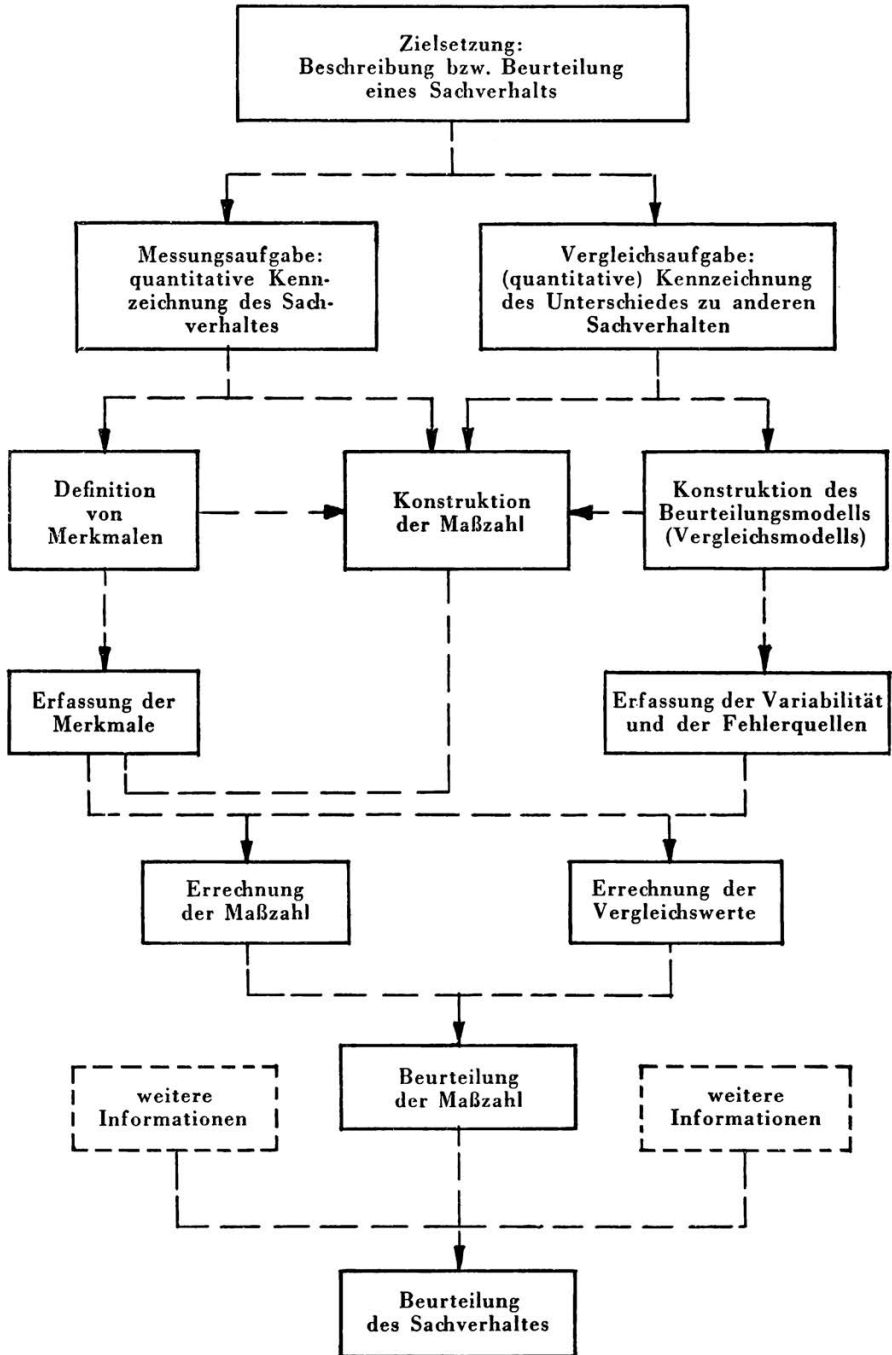 Zielsetzung:
Beschreibung bzw. Beurteilung
eines Sachverhalts
Messungsaufgabe:
quantitative Kenn-
zeichnung des Sach-
verhaltes
Vergleichsaufgabe:
(quantitative) Kennzeichnung
des Unterschiedes zu anderen
Sachverhalten
Definition
von
Merkmalen
Konstruktion
der Maßzahl
Konstruktion des
Beurteilungsmodells
(Vergleichsmodells)
Erfassung der
Merkmale
Erfassung der Variabilität
und der Fehlerquellen
Errechnung
der Maßzahl
Errechnung der
Vergleichswerte
weitere
Informationen
Beurteilung
der Maßzahl
weitere
Informationen
Beurteilung
des Sachverhaltes